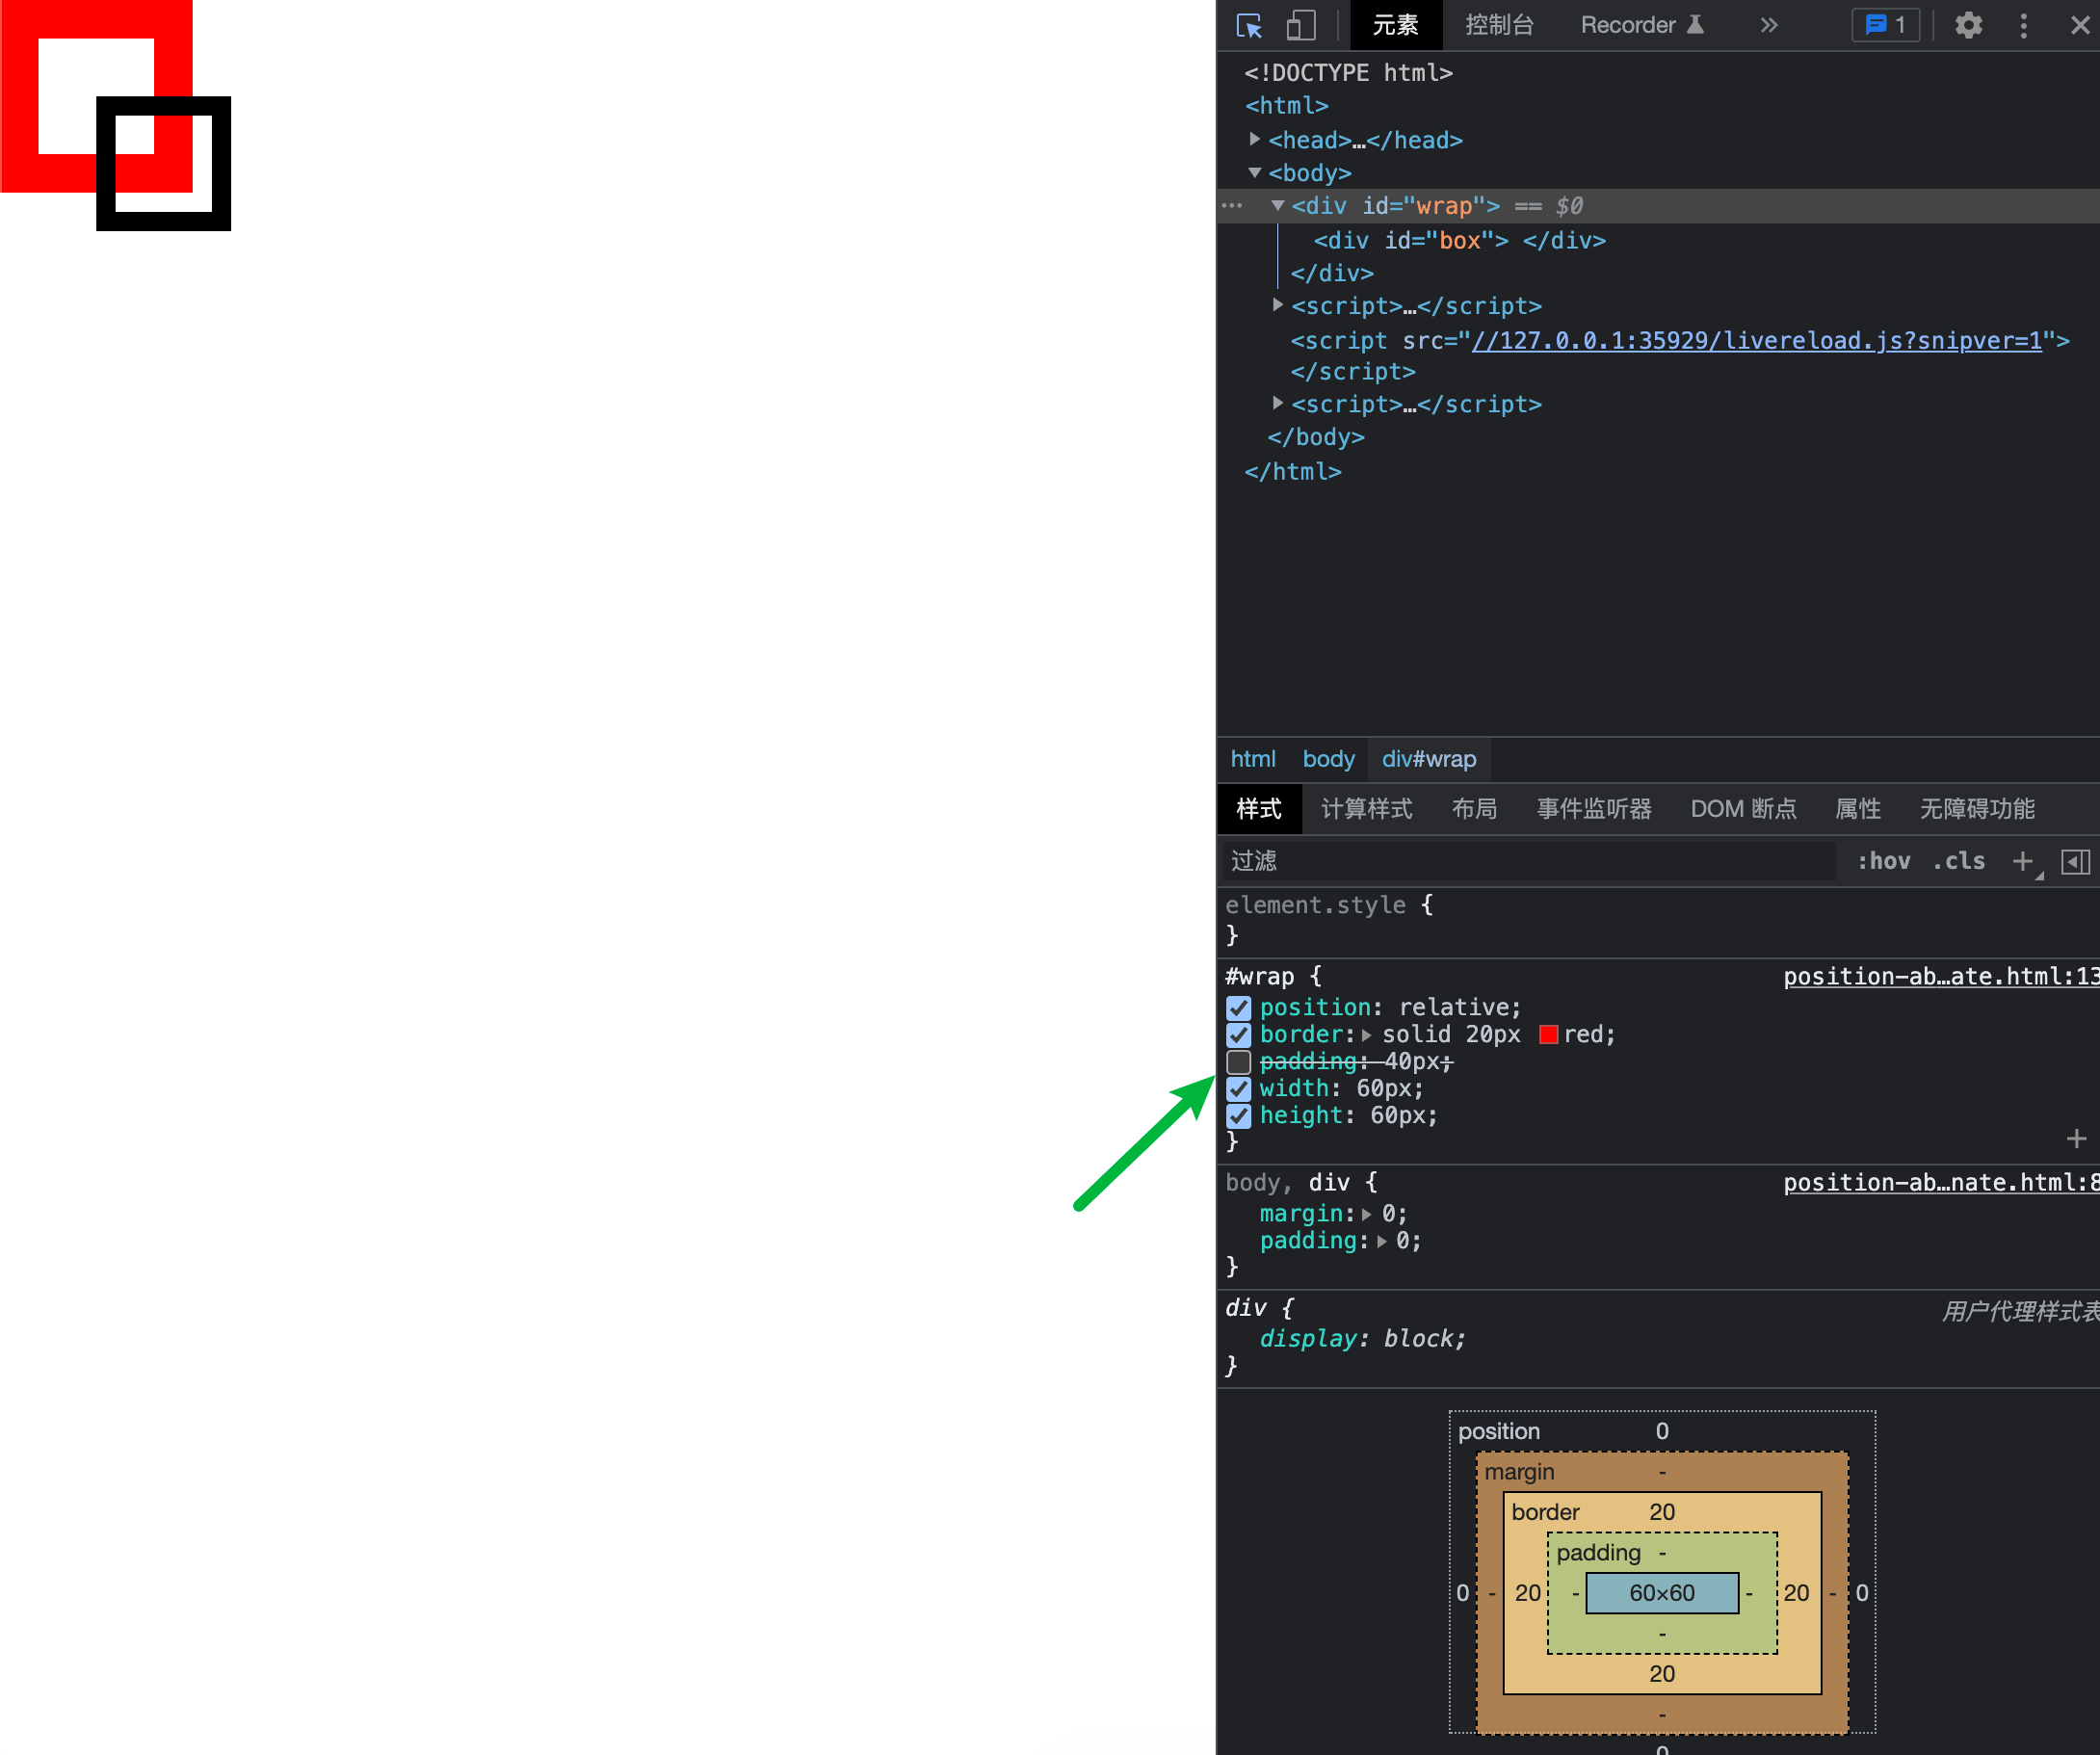 元素 控制台 Recorder 1
<!DOCTYPE html>
<html>
<head>…</head>
<body>
<div id="wrap"> == $0
<div id="box"> </div>
</div>
<script>…</script>
<script src="//127.0.0.1:35929/livereload.js?snipver=1">
</script>
<script>…</script>
</body>
</html>
html body div#wrap
样式 计算样式 布局 事件监听器 DOM 断点 属性 无障碍功能
过滤 :hov .cls
element.style {
}
#wrap { position-ab…ate.html:13
position: relative;
border: solid 20px red;
padding: 40px;
width: 60px;
height: 60px;
}
body, div { position-ab…nate.html:8
margin: 0;
padding: 0;
}
div { 用户代理样式表
display: block;
}
position 0
margin -
border 20
padding -
0 - 20 - 60×60 - 20 - 0
-
20
-
0